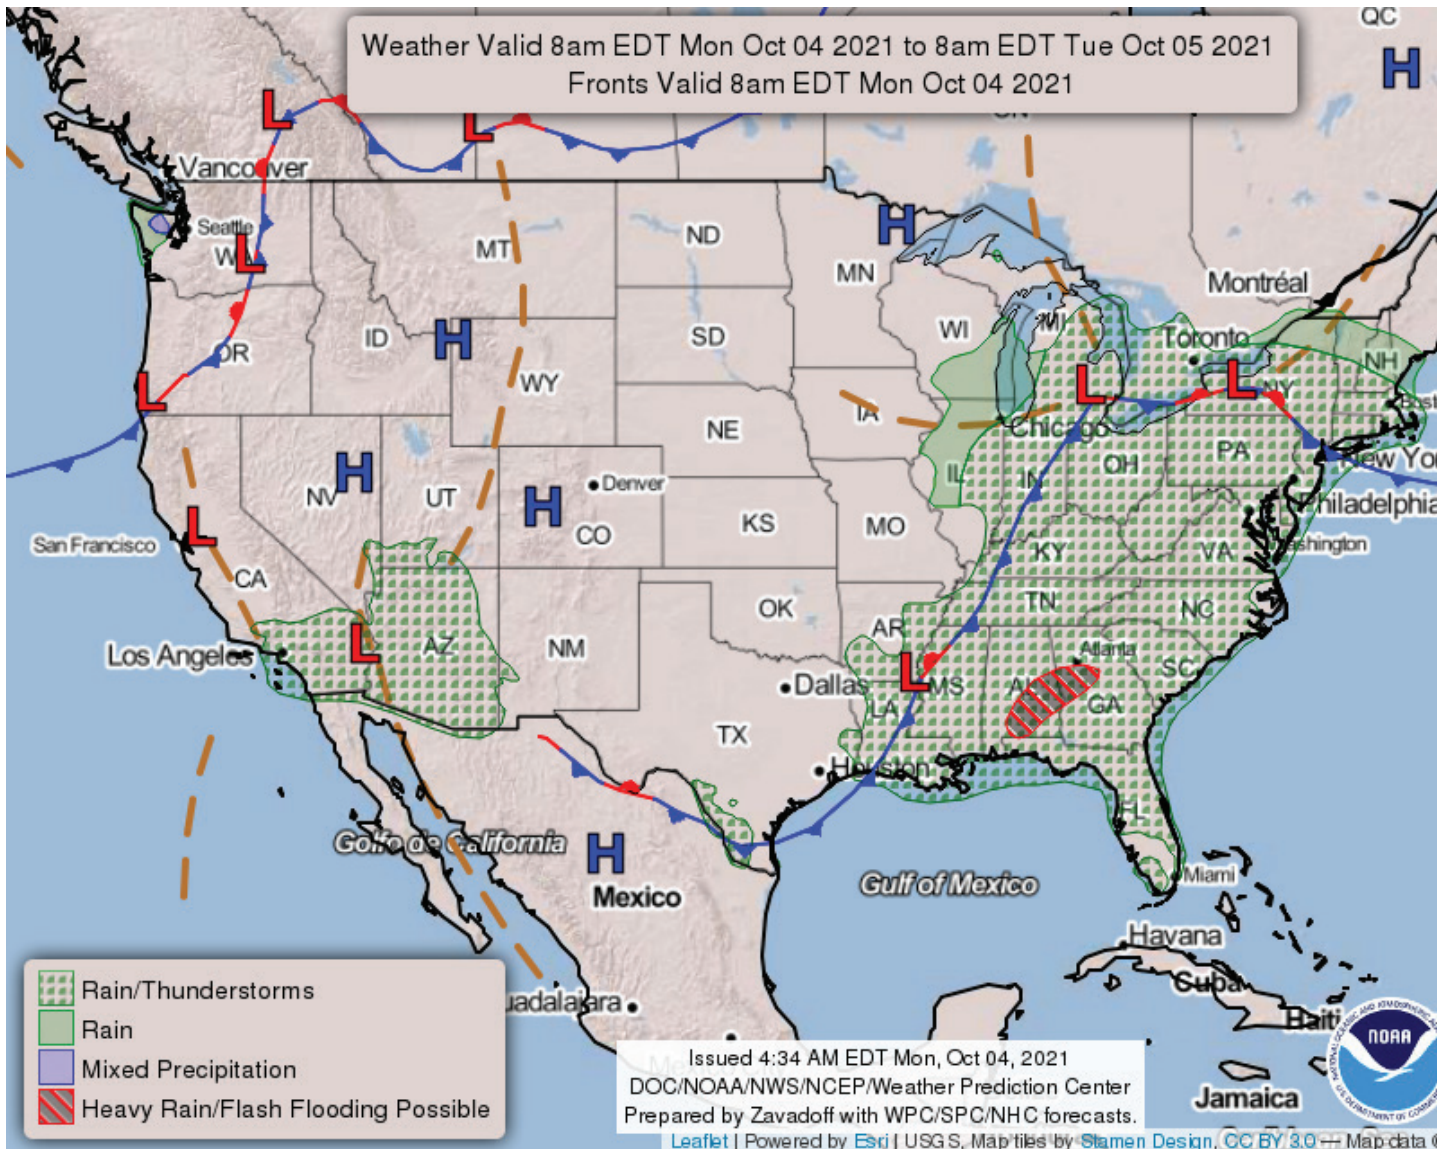 Weather Valid 8am EDT Mon Oct 04 2021 to 8am EDT Tue Oct 05 2021
Fronts Valid 8am EDT Mon Oct 04 2021
QC
H
L
L
Vancouver
Seattle
WA
L
MT
ND
MN
H
Montréal
ID
H
OR
SD
WI
MI
Toronto
NH
WY
L
L
L
NY
IA
NE
Chicago
H
NV
UT
H
Denver
CO
KS
MO
IL
IN
OH
PA
New Yo
Philadelphia
San Francisco
L
CA
KY
VA
Washington
OK
TN
NC
AR
Los Angeles
L
AZ
NM
Dallas
L
MS
Atlanta
SC
LA
GA
TX
Houston
FL
Golfo de California
H
Mexico
Gulf of Mexico
Miami
Havana
Cuba
Haiti
NOAA
Jamaica
Rain/Thunderstorms
Rain
Mixed Precipitation
Heavy Rain/Flash Flooding Possible
uadalajara
Mexico City
Issued 4:34 AM EDT Mon, Oct 04, 2021
DOC/NOAA/NWS/NCEP/Weather Prediction Center
Prepared by Zavadoff with WPC/SPC/NHC forecasts.
Leaflet | Powered by Esri | USGS, Map tiles by Stamen Design, CC BY 3.0 — Map data ©